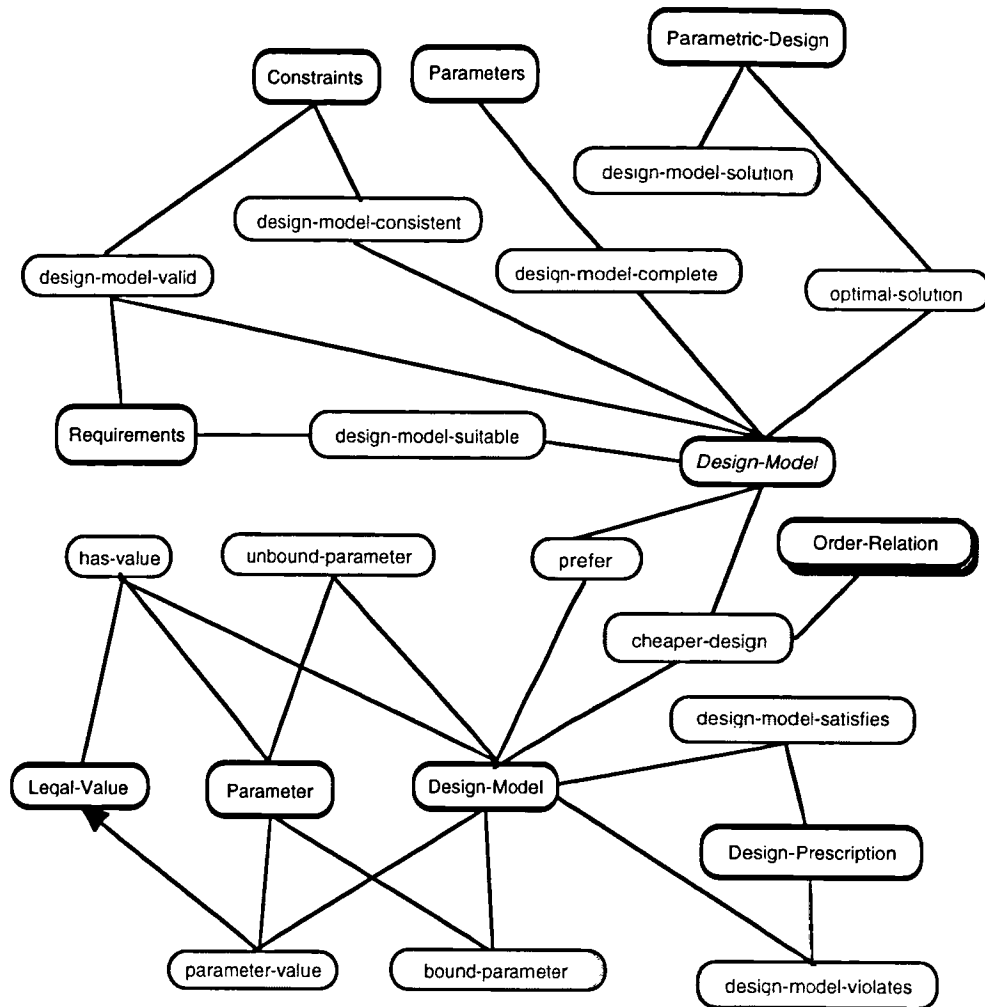 Parametric-Design
Constraints
Parameters
design-model-solution
design-model-consistent
design-model-valid
design-model-complete
optimal-solution
Requirements
design-model-suitable
Design-Model
has-value
unbound-parameter
prefer
Order-Relation
cheaper-design
design-model-satisfies
Legal-Value
Parameter
Design-Model
Design-Prescription
parameter-value
bound-parameter
design-model-violates